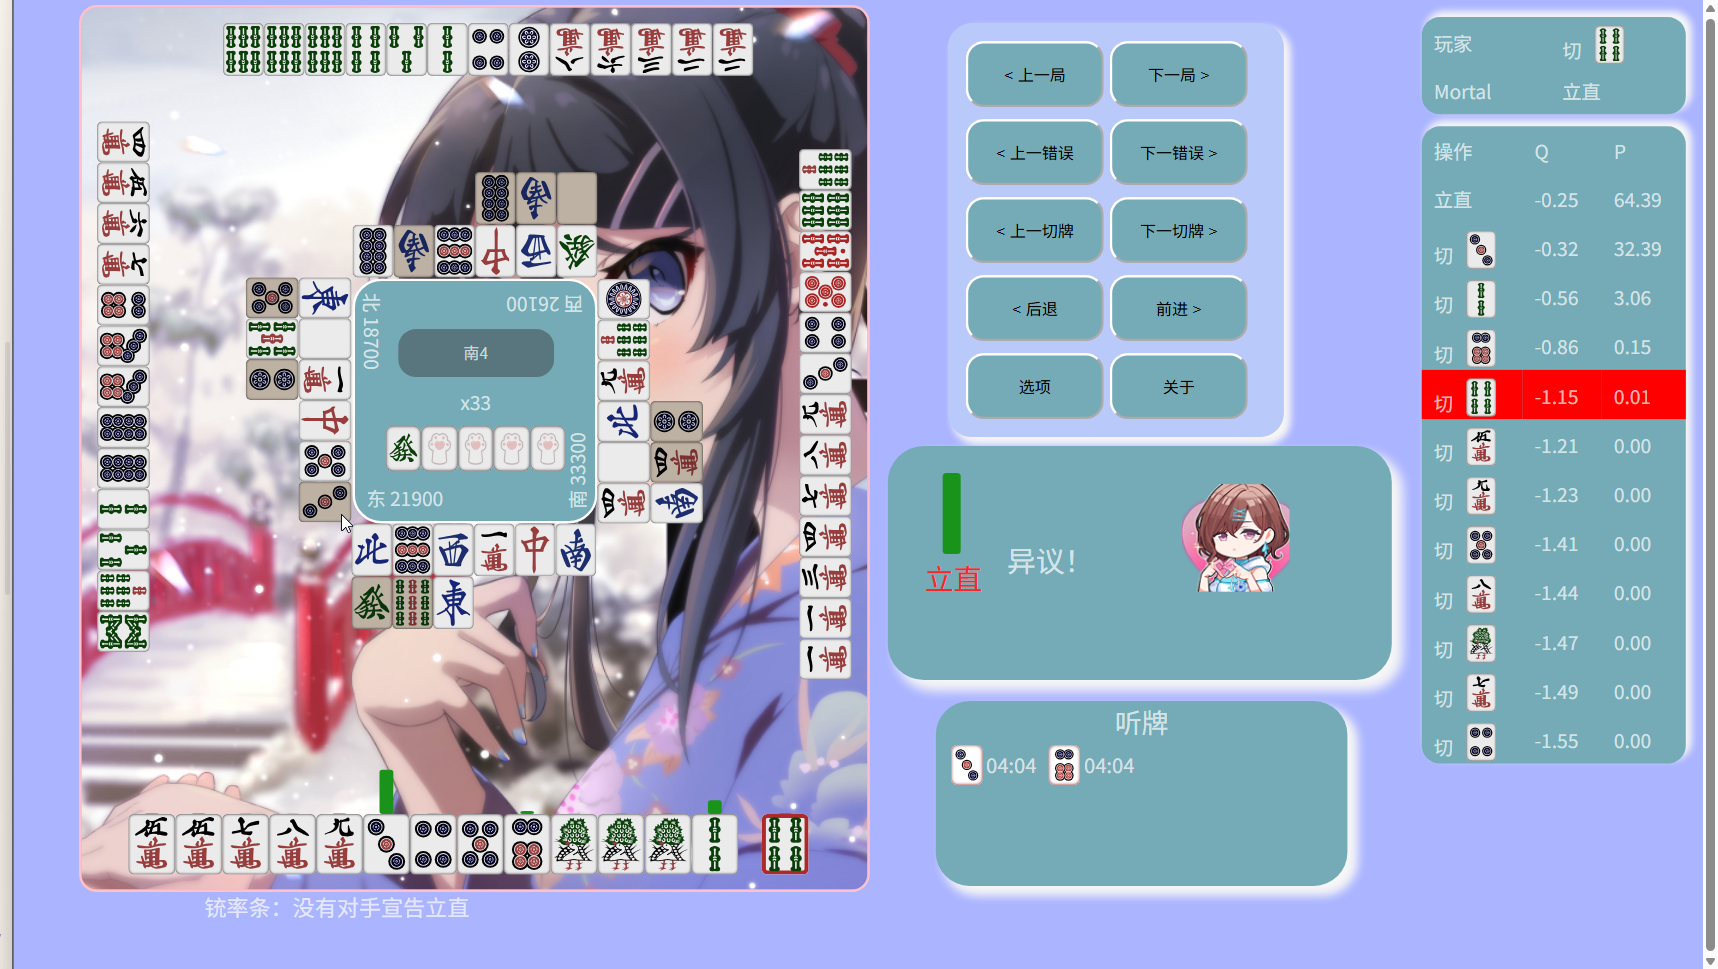 北 18700
西 26100
南4
x33
东 21900
南 33300
铳率条：没有对手宣告立直
< 上一局
下一局 >
< 上一错误
下一错误 >
< 上一切牌
下一切牌 >
< 后退
前进 >
选项
关于
立直
异议！
听牌
04:04
04:04
玩家 切
Mortal 立直
操作 Q P
立直 -0.25 64.39
切 -0.32 32.39
切 -0.56 3.06
切 -0.86 0.15
切 -1.15 0.01
切 -1.21 0.00
切 -1.23 0.00
切 -1.41 0.00
切 -1.44 0.00
切 -1.47 0.00
切 -1.49 0.00
切 -1.55 0.00